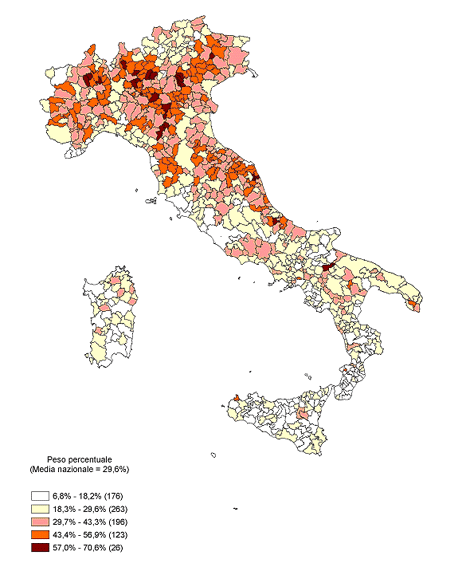 Peso percentuale
(Media nazionale = 29,6%)
6,8% - 18,2% (176)
18,3% - 29,6% (263)
29,7% - 43,3% (196)
43,4% - 56,9% (123)
57,0% - 70,6% (26)